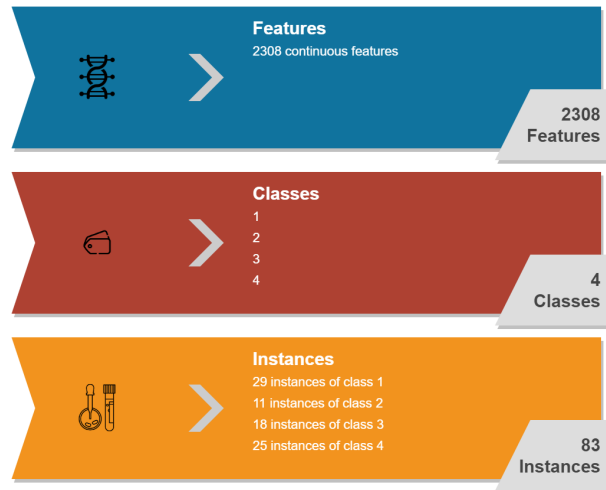 Features
2308 continuous features
2308
Features
Classes
1
2
3
4
4
Classes
Instances
29 instances of class 1
11 instances of class 2
18 instances of class 3
25 instances of class 4
83
Instances